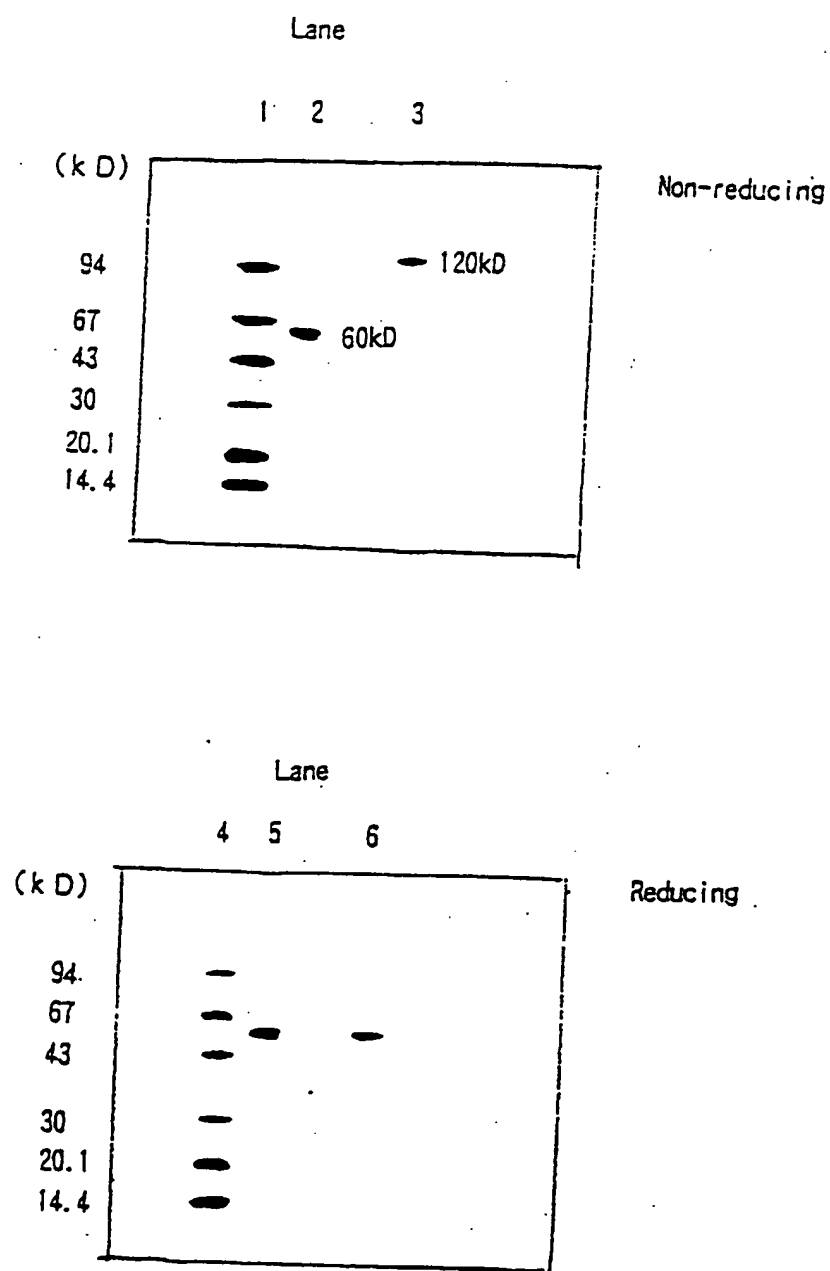 Lane
1 2 3
(kD)
Non-reducing
94
120kD
67
60kD
43
30
20.1
14.4
Lane
4 5 6
(kD)
Reducing
94
67
43
30
20.1
14.4